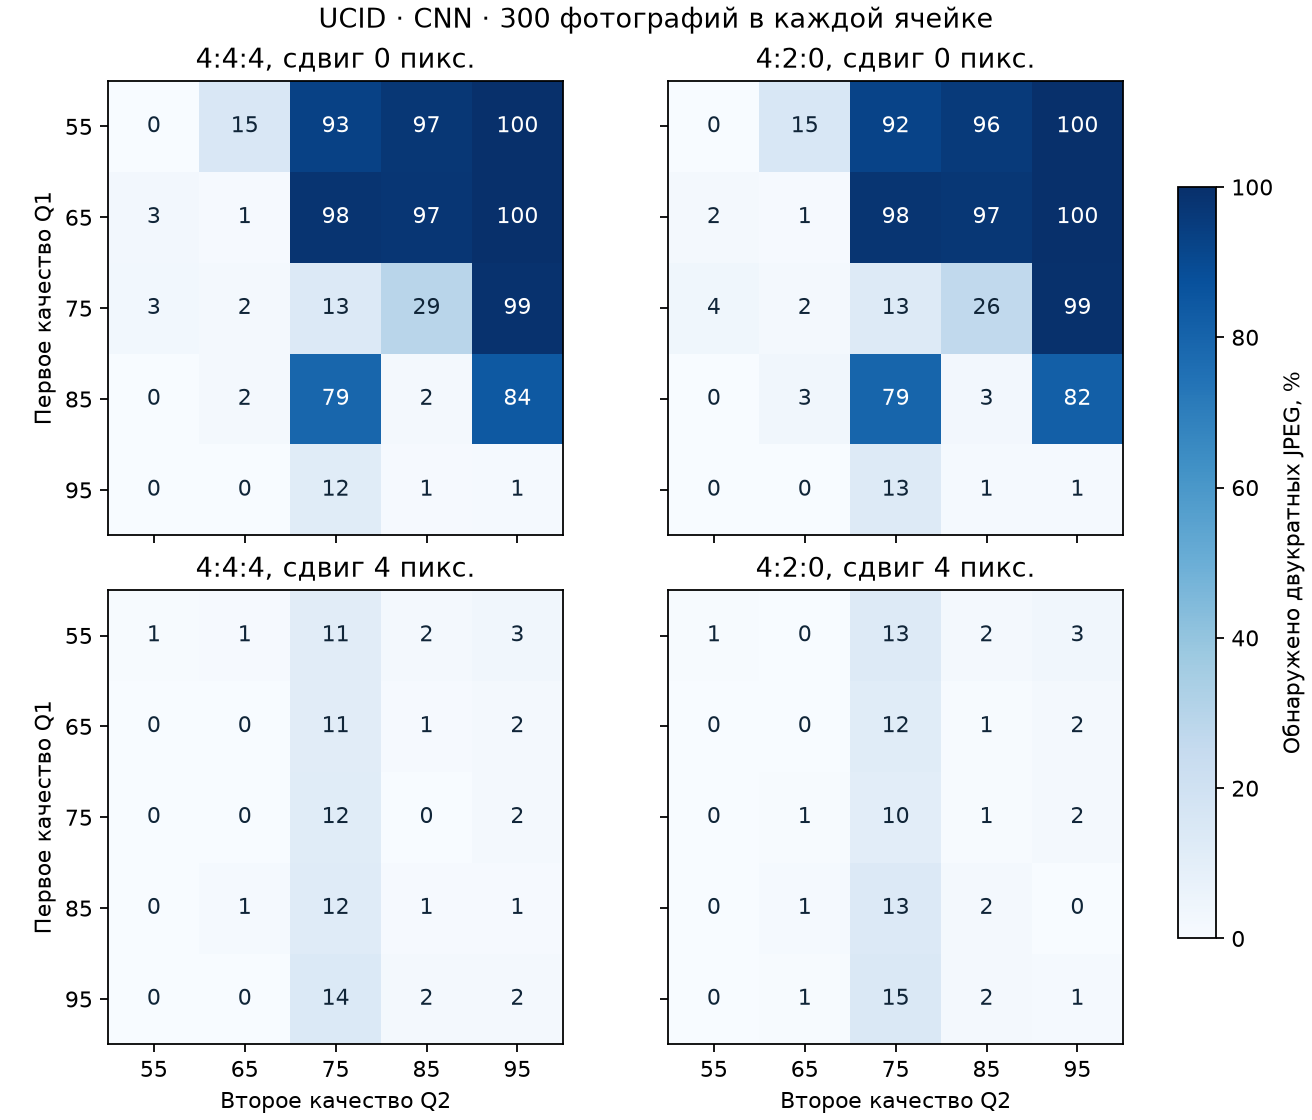 UCID · CNN · 300 фотографий в каждой ячейке
4:4:4, сдвиг 0 пикс.
Первое качество Q1
55 0 15 93 97 100
65 3 1 98 97 100
75 3 2 13 29 99
85 0 2 79 2 84
95 0 0 12 1 1
4:2:0, сдвиг 0 пикс.
0 15 92 96 100
2 1 98 97 100
4 2 13 26 99
0 3 79 3 82
0 0 13 1 1
4:4:4, сдвиг 4 пикс.
Первое качество Q1
55 1 1 11 2 3
65 0 0 11 1 2
75 0 0 12 0 2
85 0 1 12 1 1
95 0 0 14 2 2
55 65 75 85 95
Второе качество Q2
4:2:0, сдвиг 4 пикс.
1 0 13 2 3
0 0 12 1 2
0 1 10 1 2
0 1 13 2 0
0 1 15 2 1
55 65 75 85 95
Второе качество Q2
100
80
60
40
20
0
Обнаружено двукратных JPEG, %